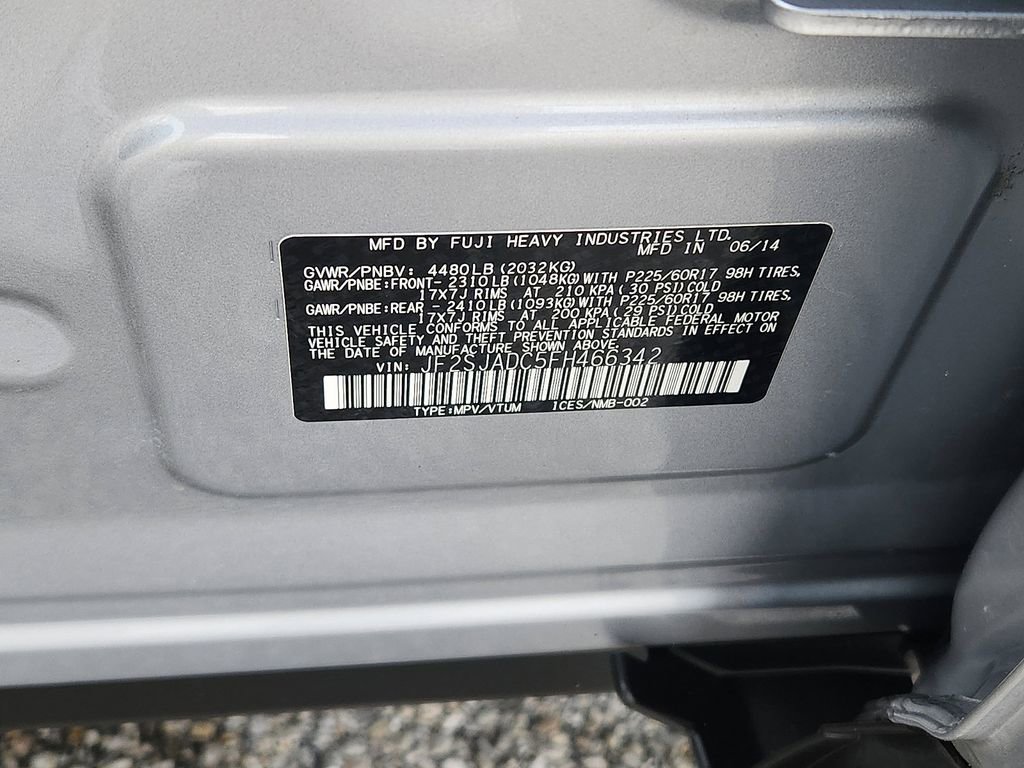 MFD BY FUJI HEAVY INDUSTRIES LTD.
MFD IN 06/14
GVWR/PNBV: 4480LB(2032KG)
GAWR/PNBE:FRONT- 2310LB(1048KG)WITH P225/60R17 98H TIRES,
17X7J RIMS AT 210 KPA(30 PSI)COLD
GAWR/PNBE:REAR - 2410LB(1093KG)WITH P225/60R17 98H TIRES,
17X7J RIMS AT 200 KPA(29 PSI)COLD
THIS VEHICLE CONFORMS TO ALL APPLICABLE FEDERAL MOTOR
VEHICLE SAFETY AND THEFT PREVENTION STANDARDS IN EFFECT ON
THE DATE OF MANUFACTURE SHOWN ABOVE.
VIN: JF2SJADC5FH466342
TYPE:MPV/VTUM ICES/NMB-002